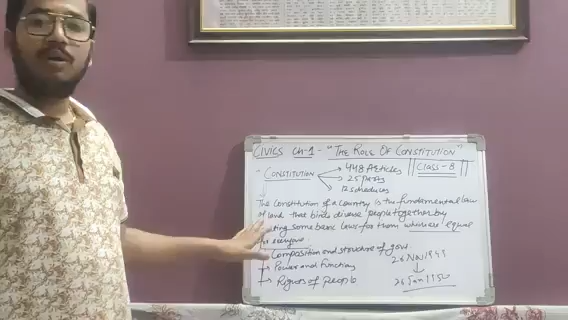 CIVICS Ch-1 - "THE ROLE OF CONSTITUTION"
CONSTITUTION
448 Articles
25 Parts
12 Schedules
Class - 8
The Constitution of a country is the fundamental law
of land that binds diverse people together by
some basic laws for them which are equal
everyone.
Composition and structure of govt.
Power and functions
Rights of People
26 Nov 1949
26 Jan 1950